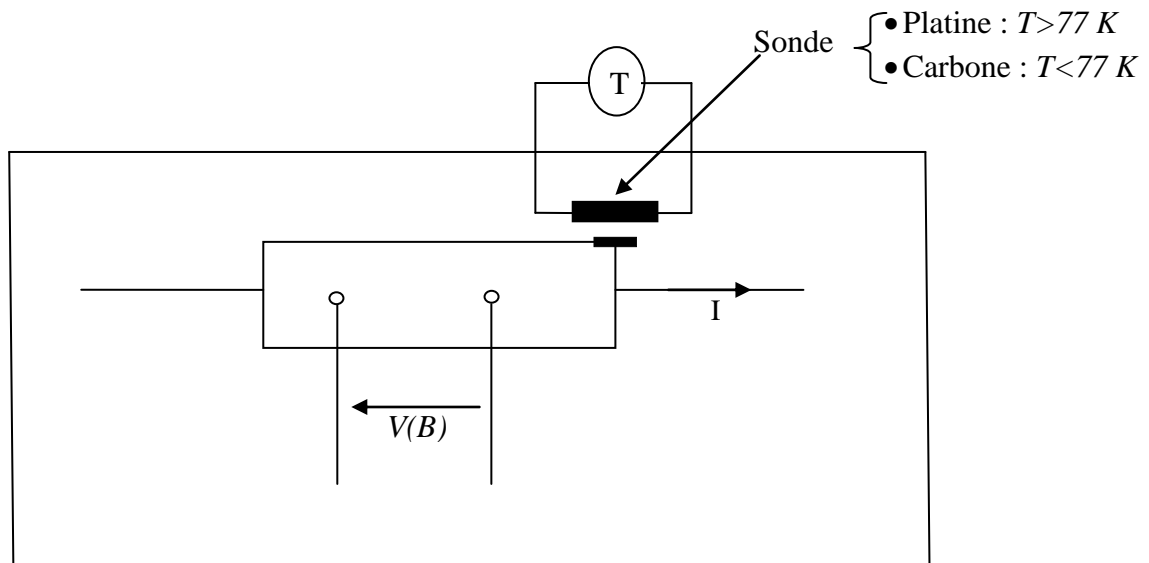 • Platine : T>77 K
Sonde
• Carbone : T<77 K
T
I
V(B)